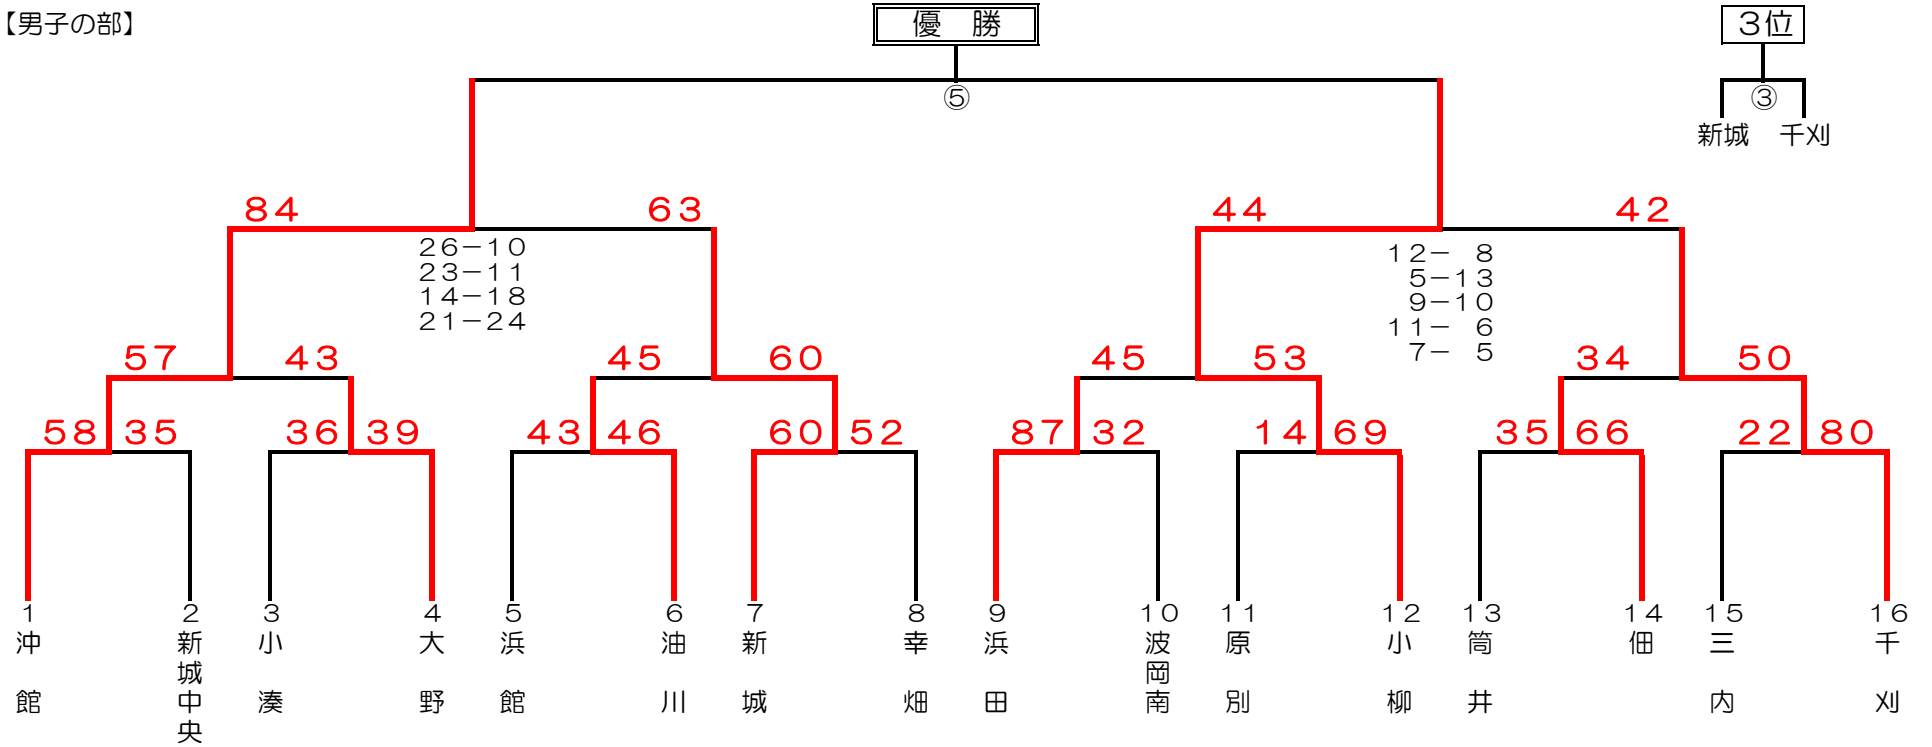 【男子の部】
優　勝
３位
⑤
③
新城　千刈
８４　６３　４４　４２
２６－１０
２３－１１
１４－１８
２１－２４
１２－　８
５－１３
９－１０
１１－　６
７－　５
５７　４３　４５　６０　４５　５３　３４　５０
５８　３５　３６　３９　４３　４６　６０　５２　８７　３２　１４　６９　３５　６６　２２　８０
１　２　３　４　５　６　７　８　９　１０　１１　１２　１３　１４　１５　１６
沖館
新城中央
小湊
大野
浜館
油川
新城
幸畑
浜田
波岡南
原別
小柳
筒井
佃
三内
千刈